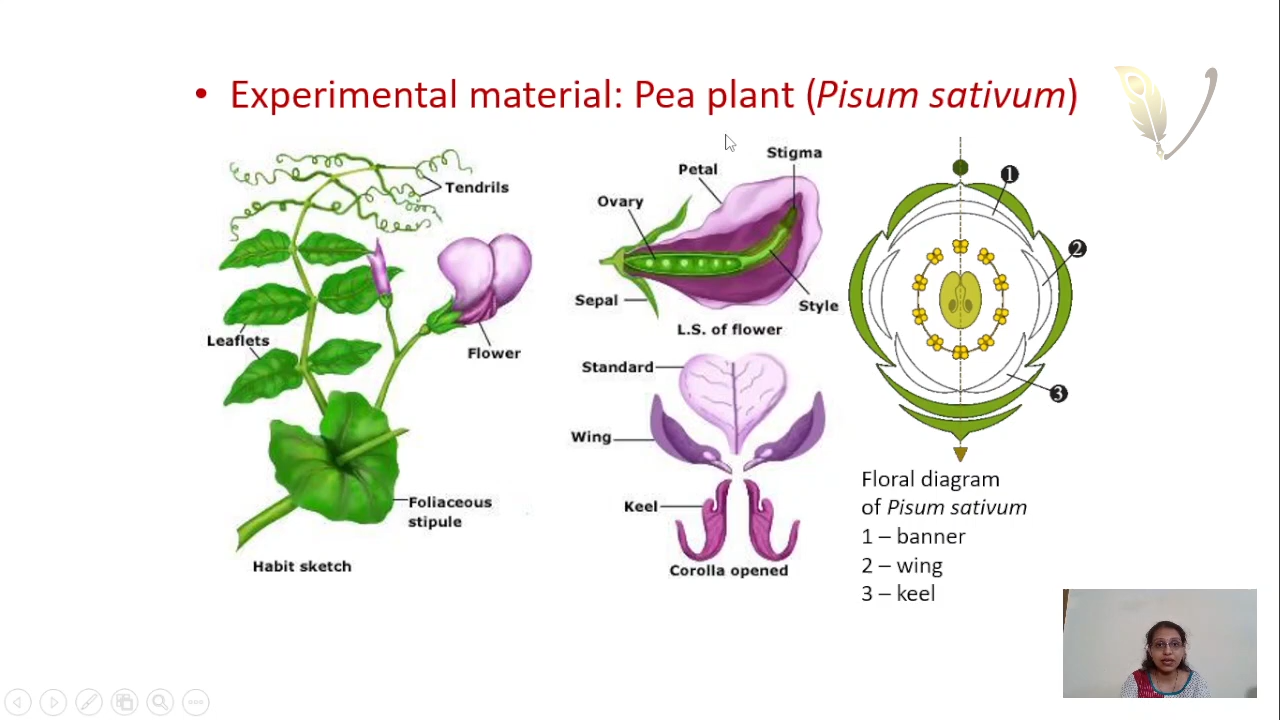 • Experimental material: Pea plant (Pisum sativum)
Tendrils
Leaflets
Flower
Foliaceous
stipule
Habit sketch
Stigma
Petal
Ovary
Sepal
Style
L.S. of flower
Standard
Wing
Keel
Corolla opened
1
2
3
Floral diagram
of Pisum sativum
1 – banner
2 – wing
3 – keel